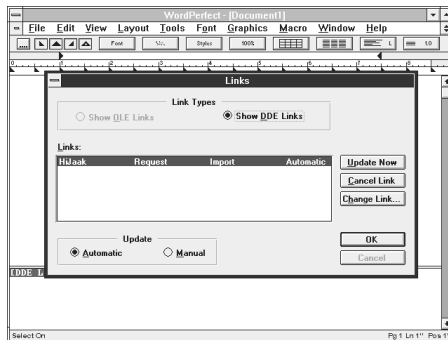 WordPerfect - [Document1]
File Edit View Layout Tools Font Graphics Macro Window Help
Font Styles 100% L 1.0
Links
Link Types
Show OLE Links Show DDE Links
Links:
HiJaak Request Import Automatic
Update Now
Cancel Link
Change Link...
Update
Automatic Manual
OK
Cancel
[DDE L
Select On Pg 1 Ln 1" Pos 1"